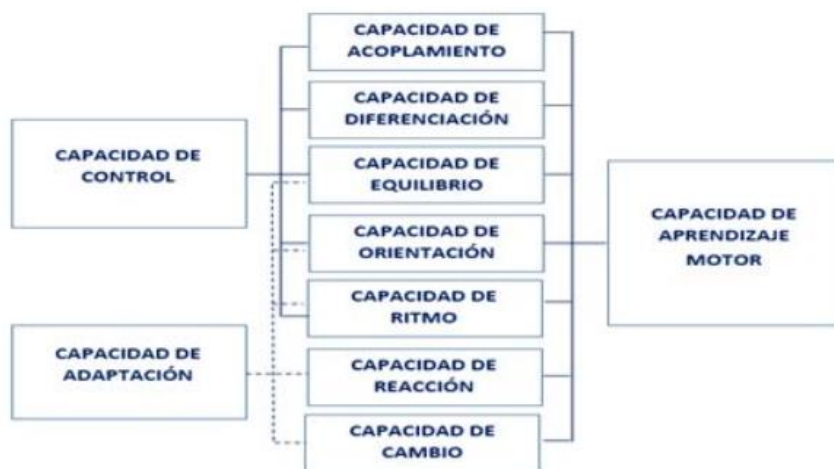 CAPACIDAD DE
CONTROL
CAPACIDAD DE
ADAPTACIÓN
CAPACIDAD DE
ACOPLAMIENTO
CAPACIDAD DE
DIFERENCIACIÓN
CAPACIDAD DE
EQUILIBRIO
CAPACIDAD DE
ORIENTACIÓN
CAPACIDAD DE
RITMO
CAPACIDAD DE
REACCIÓN
CAPACIDAD DE
CAMBIO
CAPACIDAD DE
APRENDIZAJE
MOTOR